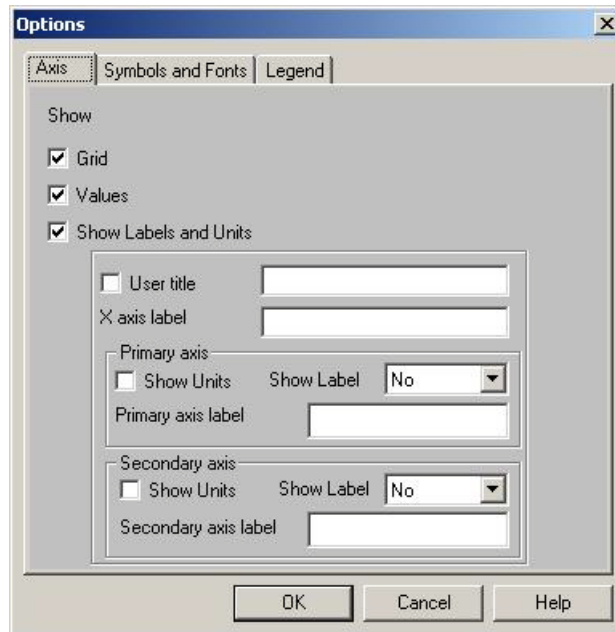 Options
Axis Symbols and Fonts Legend
Show
Grid
Values
Show Labels and Units
User title
X axis label
Primary axis
Show Units Show Label No
Primary axis label
Secondary axis
Show Units Show Label No
Secondary axis label
OK Cancel Help